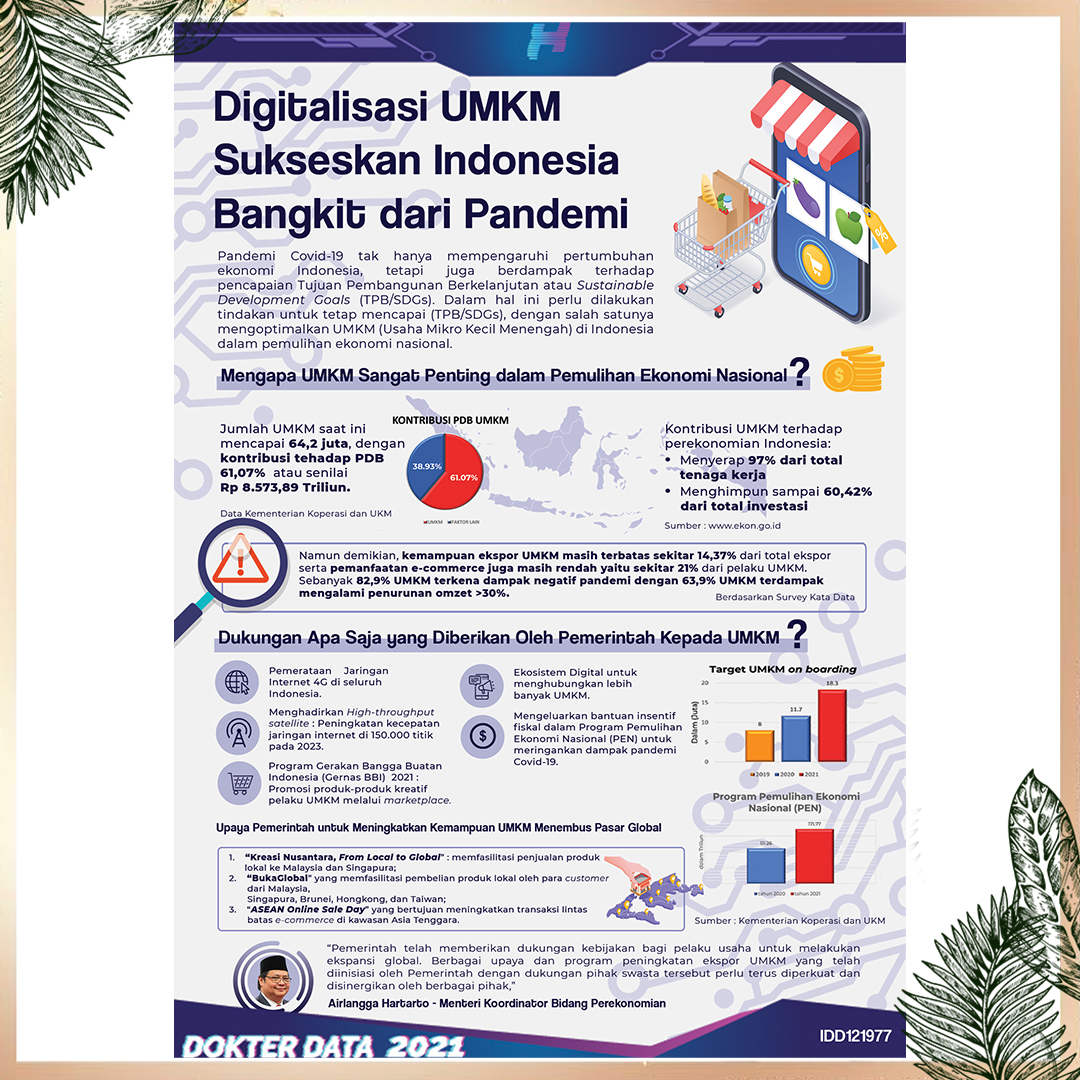 Digitalisasi UMKM
Sukseskan Indonesia
Bangkit dari Pandemi
Pandemi Covid-19 tak hanya mempengaruhi pertumbuhan
ekonomi Indonesia, tetapi juga berdampak terhadap
pencapaian Tujuan Pembangunan Berkelanjutan atau Sustainable
Development Goals (TPB/SDGs). Dalam hal ini perlu dilakukan
tindakan untuk tetap mencapai (TPB/SDGs), dengan salah satunya
mengoptimalkan UMKM (Usaha Mikro Kecil Menengah) di Indonesia
dalam pemulihan ekonomi nasional.
%
Mengapa UMKM Sangat Penting dalam Pemulihan Ekonomi Nasional?
Jumlah UMKM saat ini
mencapai 64,2 juta, dengan
kontribusi tehadap PDB
61,07% atau senilai
Rp 8.573,89 Triliun.
Data Kementerian Koperasi dan UKM
KONTRIBUSI PDB UMKM
38.93%
61.07%
UMKM FAKTOR LAIN
Kontribusi UMKM terhadap
perekonomian Indonesia:
• Menyerap 97% dari total
tenaga kerja
• Menghimpun sampai 60,42%
dari total investasi
Sumber : www.ekon.go.id
Namun demikian, kemampuan ekspor UMKM masih terbatas sekitar 14,37% dari total ekspor
serta pemanfaatan e-commerce juga masih rendah yaitu sekitar 21% dari pelaku UMKM.
Sebanyak 82,9% UMKM terkena dampak negatif pandemi dengan 63,9% UMKM terdampak
mengalami penurunan omzet >30%.
Berdasarkan Survey Kata Data
Dukungan Apa Saja yang Diberikan Oleh Pemerintah Kepada UMKM ?
Pemerataan Jaringan
Internet 4G di seluruh
Indonesia.
Menghadirkan High-throughput
satellite : Peningkatan kecepatan
jaringan internet di 150.000 titik
pada 2023.
Program Gerakan Bangga Buatan
Indonesia (Gernas BBI) 2021 :
Promosi produk-produk kreatif
pelaku UMKM melalui marketplace.
Ekosistem Digital untuk
menghubungkan lebih
banyak UMKM.
Mengeluarkan bantuan insentif
fiskal dalam Program Pemulihan
Ekonomi Nasional (PEN) untuk
meringankan dampak pandemi
Covid-19.
Target UMKM on boarding
Dalam (Juta)
20
15
10
5
0
8
11.7
18.3
2019 2020 2021
Program Pemulihan Ekonomi
Nasional (PEN)
dalam Triliun
171.77
tahun 2020 tahun 2021
Sumber : Kementerian Koperasi dan UKM
Upaya Pemerintah untuk Meningkatkan Kemampuan UMKM Menembus Pasar Global
1. “Kreasi Nusantara, From Local to Global" : memfasilitasi penjualan produk
lokal ke Malaysia dan Singapura;
2. “BukaGlobal" yang memfasilitasi pembelian produk lokal oleh para customer
dari Malaysia,
Singapura, Brunei, Hongkong, dan Taiwan;
3. "ASEAN Online Sale Day” yang bertujuan meningkatkan transaksi lintas
batas e-commerce di kawasan Asia Tenggara.
“Pemerintah telah memberikan dukungan kebijakan bagi pelaku usaha untuk melakukan
ekspansi global. Berbagai upaya dan program peningkatan ekspor UMKM yang telah
diinisiasi oleh Pemerintah dengan dukungan pihak swasta tersebut perlu terus diperkuat dan
disinergikan oleh berbagai pihak,”
Airlangga Hartarto - Menteri Koordinator Bidang Perekonomian
DOKTER DATA 2021
IDD121977